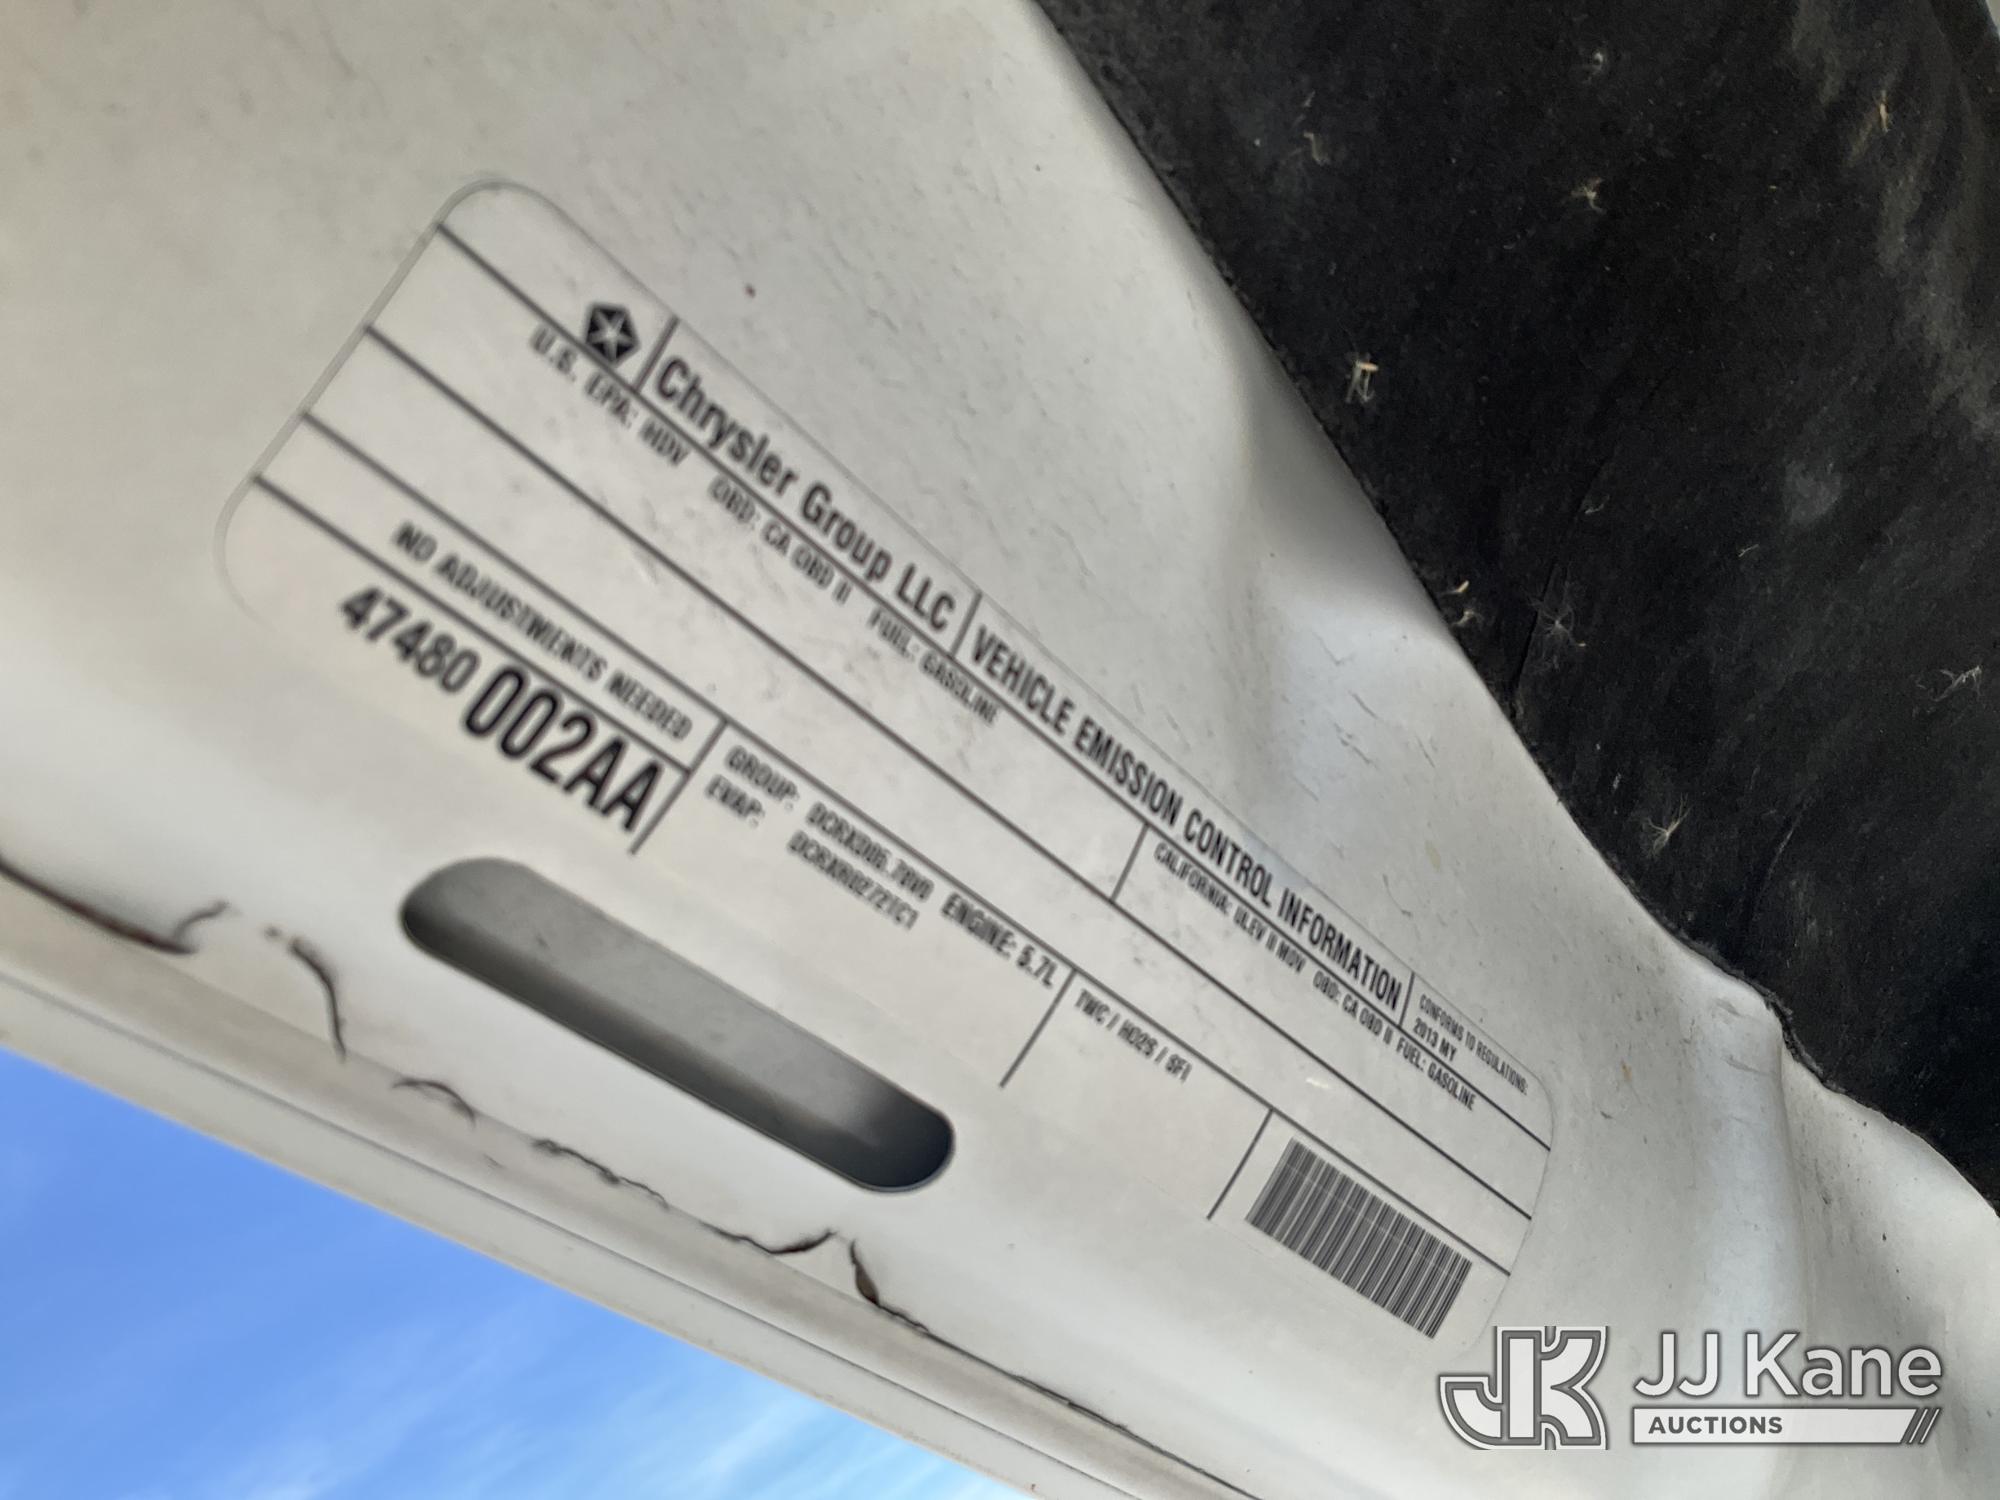 Chrysler Group LLC VEHICLE EMISSION CONTROL INFORMATION CONFORMS TO REGULATIONS: 2013 MY
U.S. EPA: HDV OBD: CA OBD II FUEL: GASOLINE
CALIFORNIA: ULEV II MDV OBD: CA OBD II FUEL: GASOLINE
NO ADJUSTMENTS NEEDED
GROUP: ENGINE: 5.7L
EVAP:
TWC / HO2S / SFI
47480 002AA
JK JJ Kane
AUCTIONS